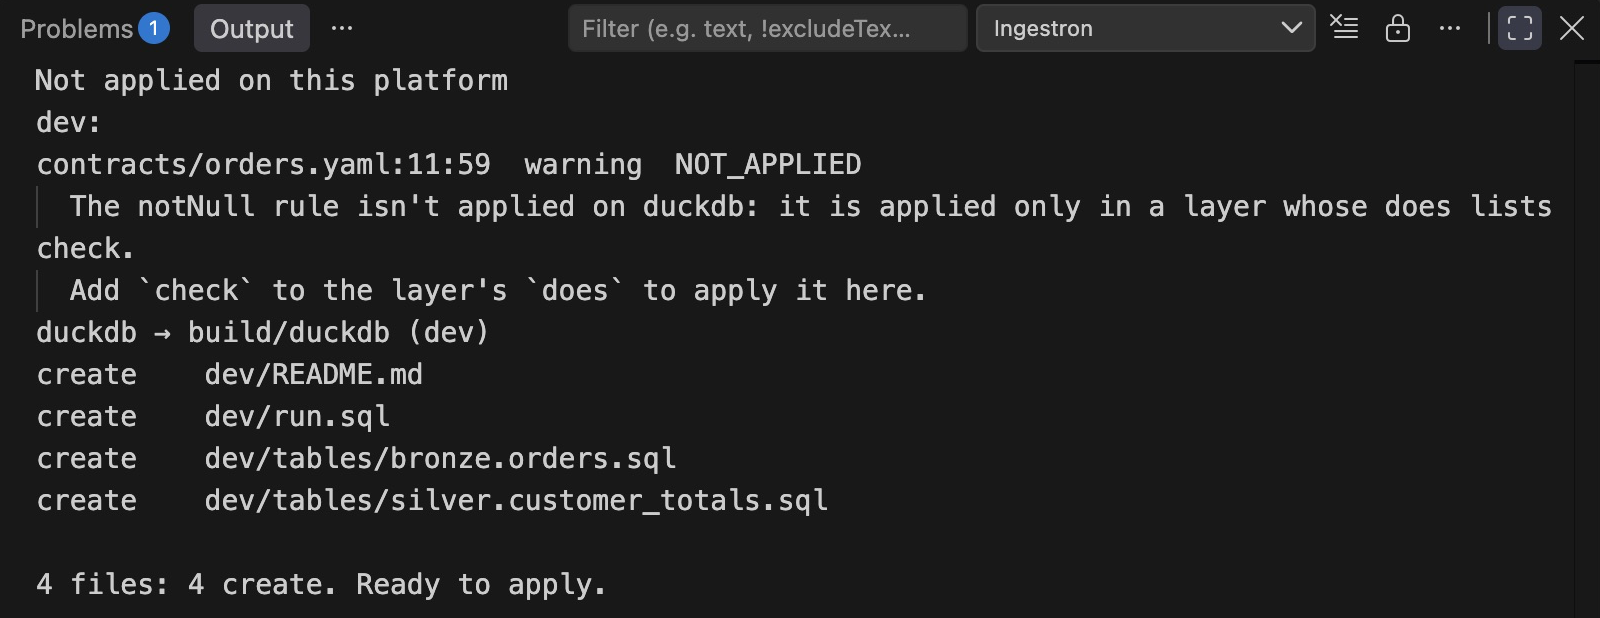 Problems 1 Output ··· Filter (e.g. text, !excludeTex... Ingestron
Not applied on this platform
dev:
contracts/orders.yaml:11:59  warning  NOT_APPLIED
  The notNull rule isn't applied on duckdb: it is applied only in a layer whose does lists
check.
  Add `check` to the layer's `does` to apply it here.
duckdb → build/duckdb (dev)
create    dev/README.md
create    dev/run.sql
create    dev/tables/bronze.orders.sql
create    dev/tables/silver.customer_totals.sql
4 files: 4 create. Ready to apply.